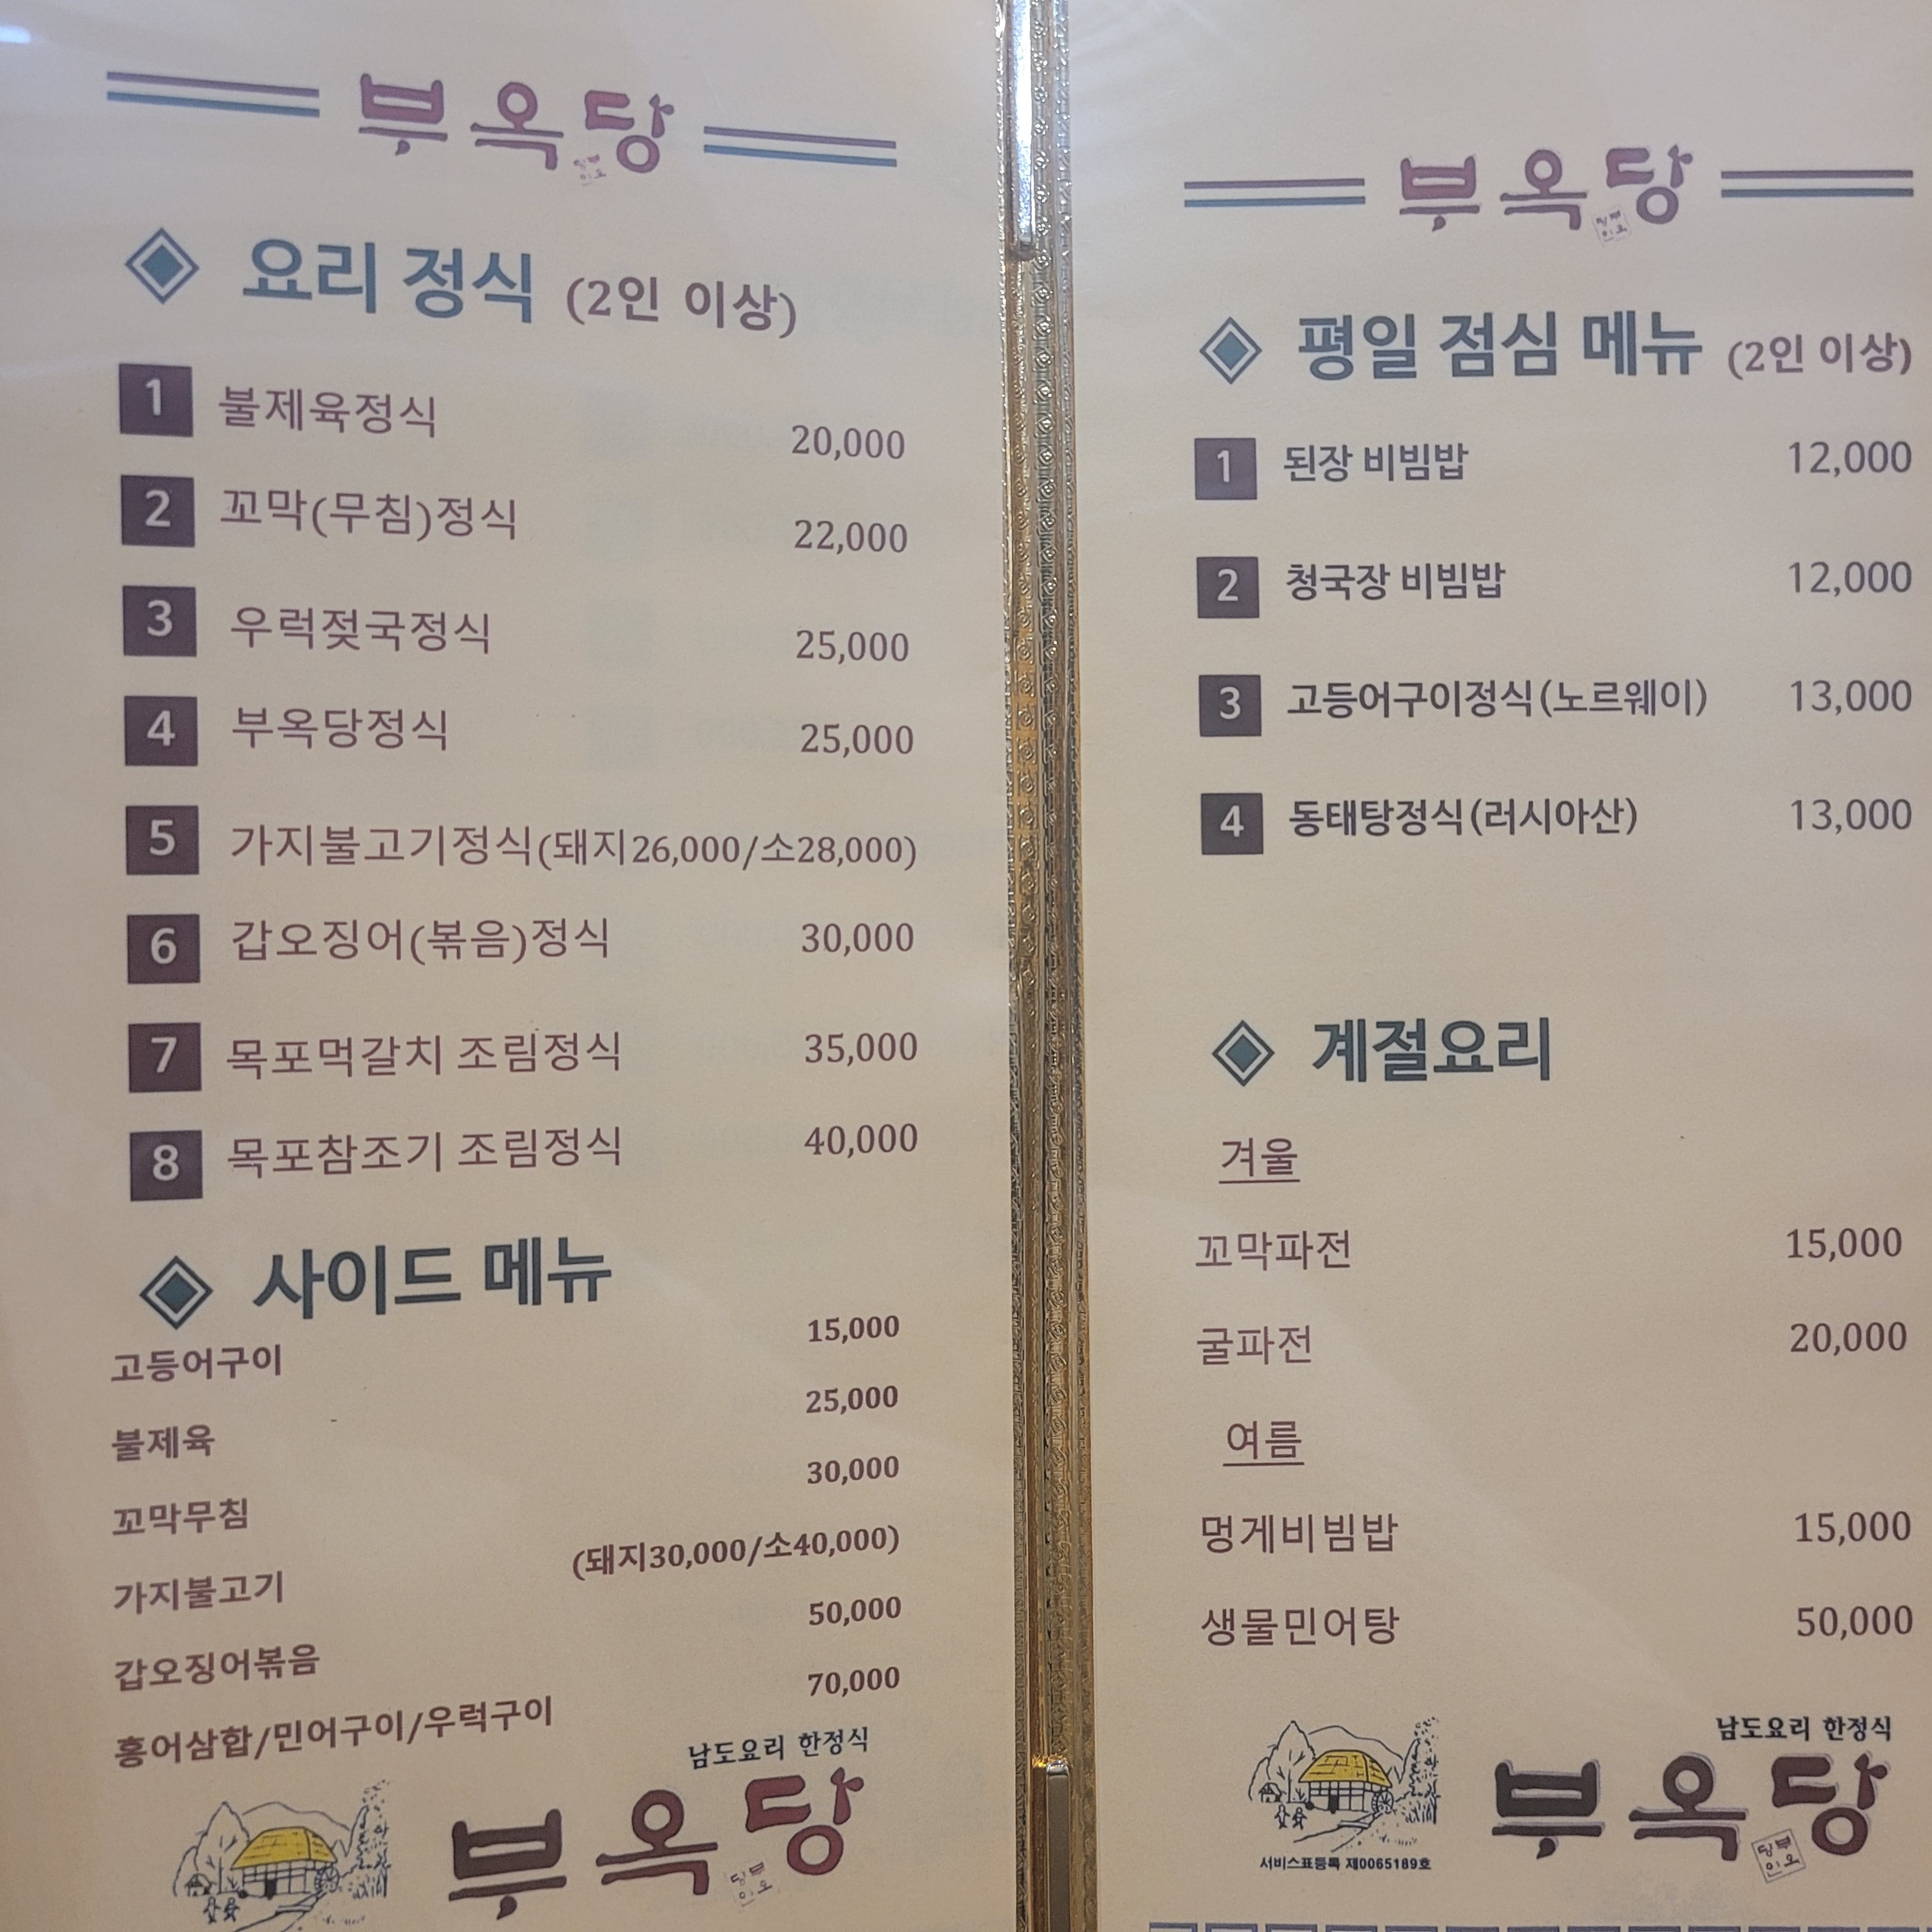 부옥당
요리 정식 (2인 이상)
1 불제육정식 20,000
2 꼬막(무침)정식 22,000
3 우럭젖국정식 25,000
4 부옥당정식 25,000
5 가지불고기정식(돼지26,000/소28,000)
6 갑오징어(볶음)정식 30,000
7 목포먹갈치 조림정식 35,000
8 목포참조기 조림정식 40,000
사이드 메뉴
고등어구이 15,000
불제육 25,000
꼬막무침 30,000
가지불고기 (돼지30,000/소40,000)
갑오징어볶음 50,000
홍어삼합/민어구이/우럭구이 70,000
남도요리 한정식
부옥당
부옥당
평일 점심 메뉴 (2인 이상)
1 된장 비빔밥 12,000
2 청국장 비빔밥 12,000
3 고등어구이정식(노르웨이) 13,000
4 동태탕정식(러시아산) 13,000
계절요리
겨울
꼬막파전 15,000
굴파전 20,000
여름
멍게비빔밥 15,000
생물민어탕 50,000
남도요리 한정식
부옥당
서비스표등록 제0065189호